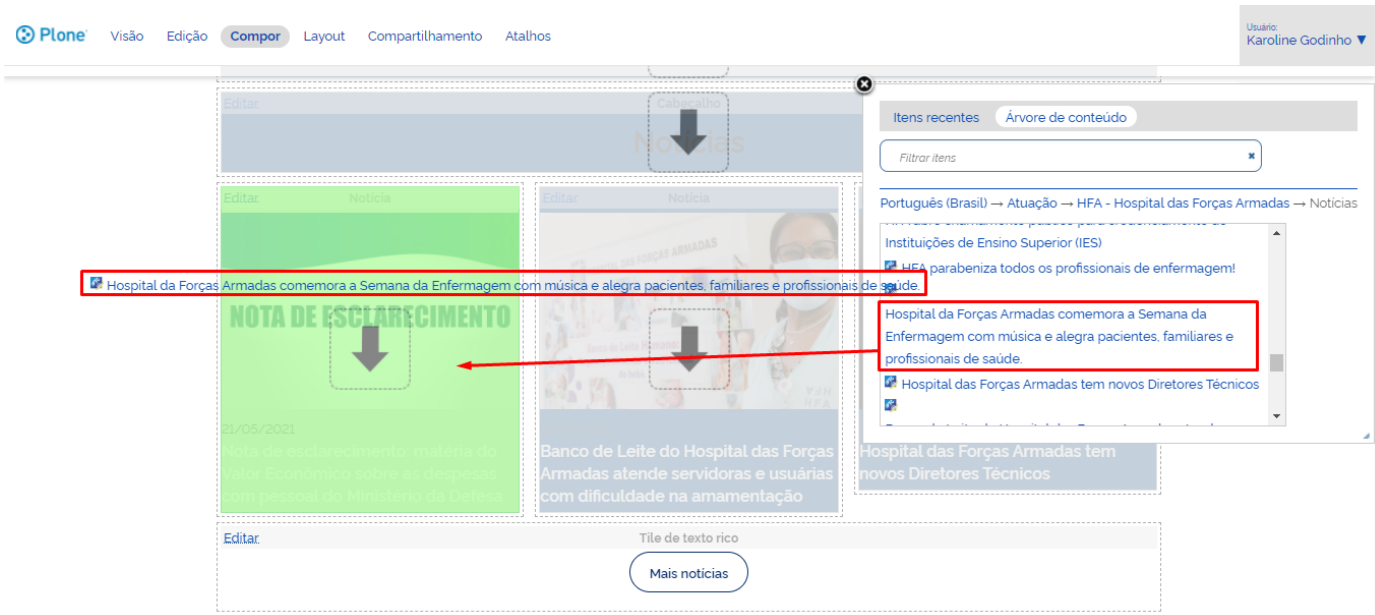 Plone
Visão Edição Compor Layout Compartilhamento Atalhos
Usuário:
Karoline Godinho ▼
Editar Cabeçalho
Notícias
Itens recentes Árvore de conteúdo
Filtrar itens
Português (Brasil) → Atuação → HFA - Hospital das Forças Armadas → Notícias
Instituições de Ensino Superior (IES)
HFA parabeniza todos os profissionais de enfermagem!
Hospital da Forças Armadas comemora a Semana da
Enfermagem com música e alegra pacientes, familiares e
profissionais de saúde.
Hospital das Forças Armadas tem novos Diretores Técnicos
Hospital da Forças Armadas comemora a Semana da Enfermagem com música e alegra pacientes, familiares e profissionais de saúde.
Editar Notícia
NOTA DE ESCLARECIMENTO
21/05/2021
Nota de esclarecimento: matéria do
Valor Econômico sobre as despesas
com pessoal do Ministério da Defesa
Editar Notícia
Banco de Leite do Hospital das Forças
Armadas atende servidoras e usuárias
com dificuldade na amamentação
Hospital das Forças Armadas tem
novos Diretores Técnicos
Editar Tile de texto rico
Mais notícias